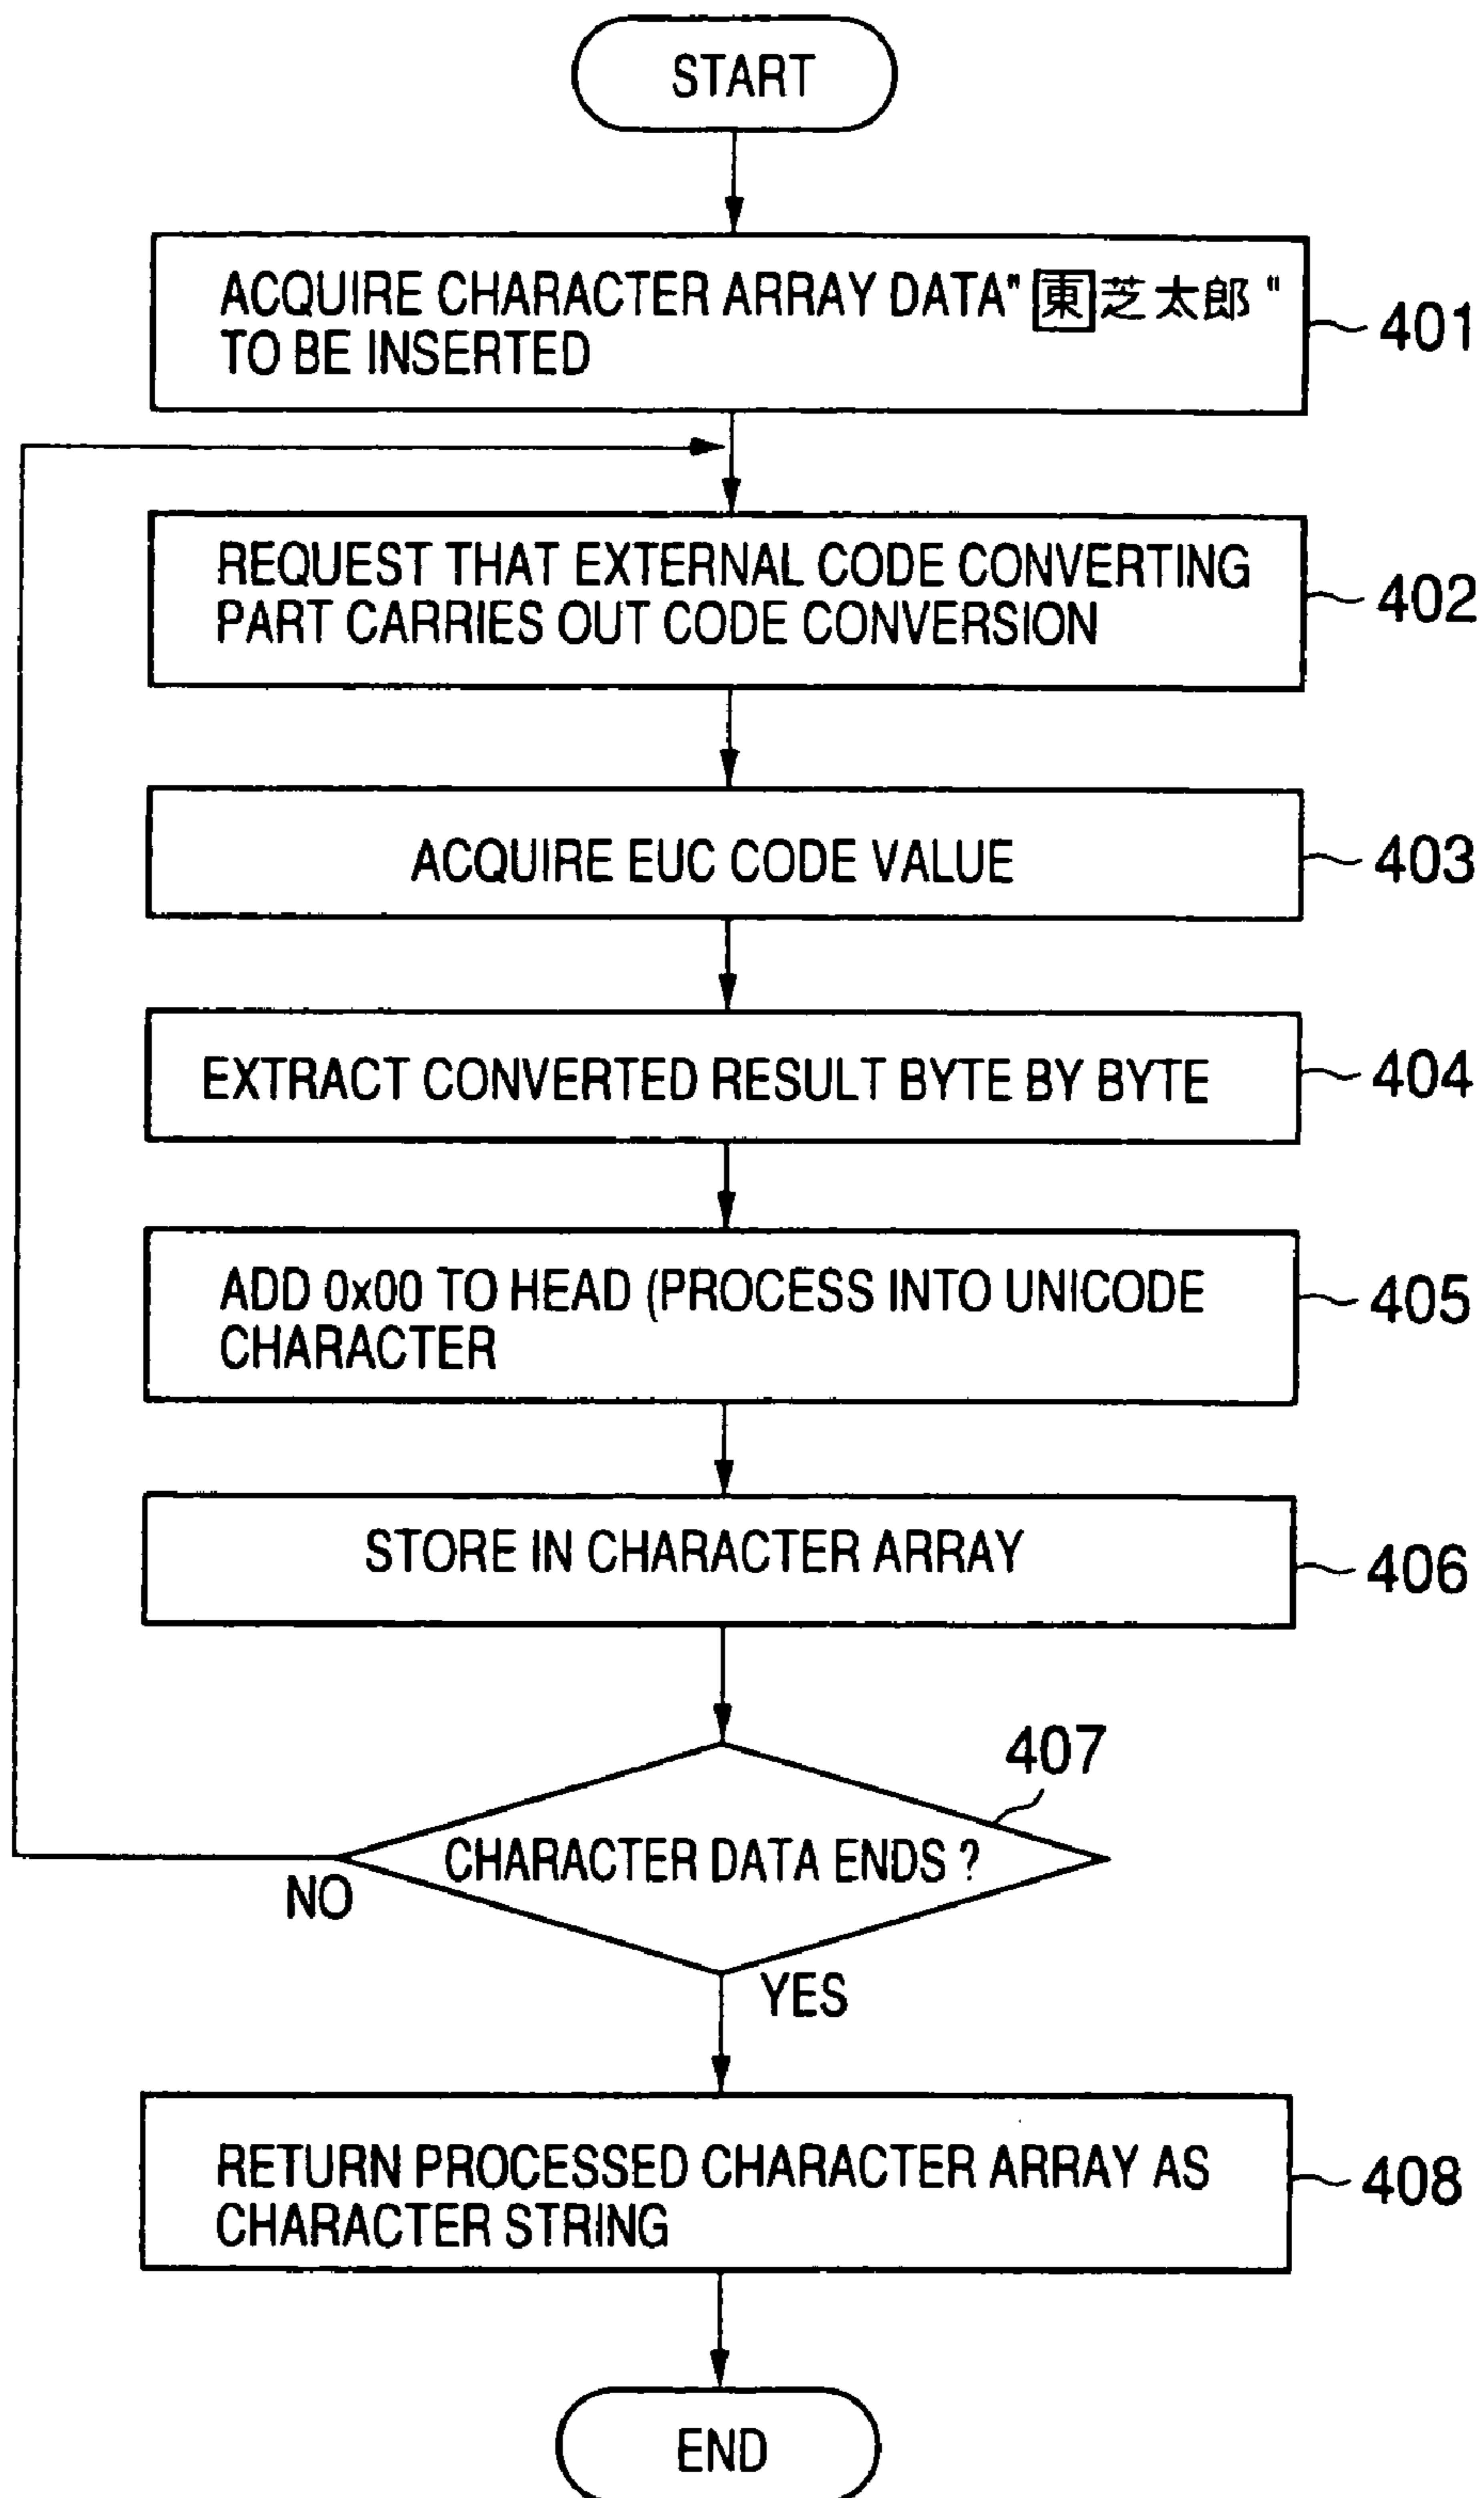 START
ACQUIRE CHARACTER ARRAY DATA" 東芝太郎 "
TO BE INSERTED
401
REQUEST THAT EXTERNAL CODE CONVERTING
PART CARRIES OUT CODE CONVERSION
402
ACQUIRE EUC CODE VALUE
403
EXTRACT CONVERTED RESULT BYTE BY BYTE
404
ADD 0x00 TO HEAD (PROCESS INTO UNICODE
CHARACTER
405
STORE IN CHARACTER ARRAY
406
407
CHARACTER DATA ENDS ?
NO
YES
RETURN PROCESSED CHARACTER ARRAY AS
CHARACTER STRING
408
END